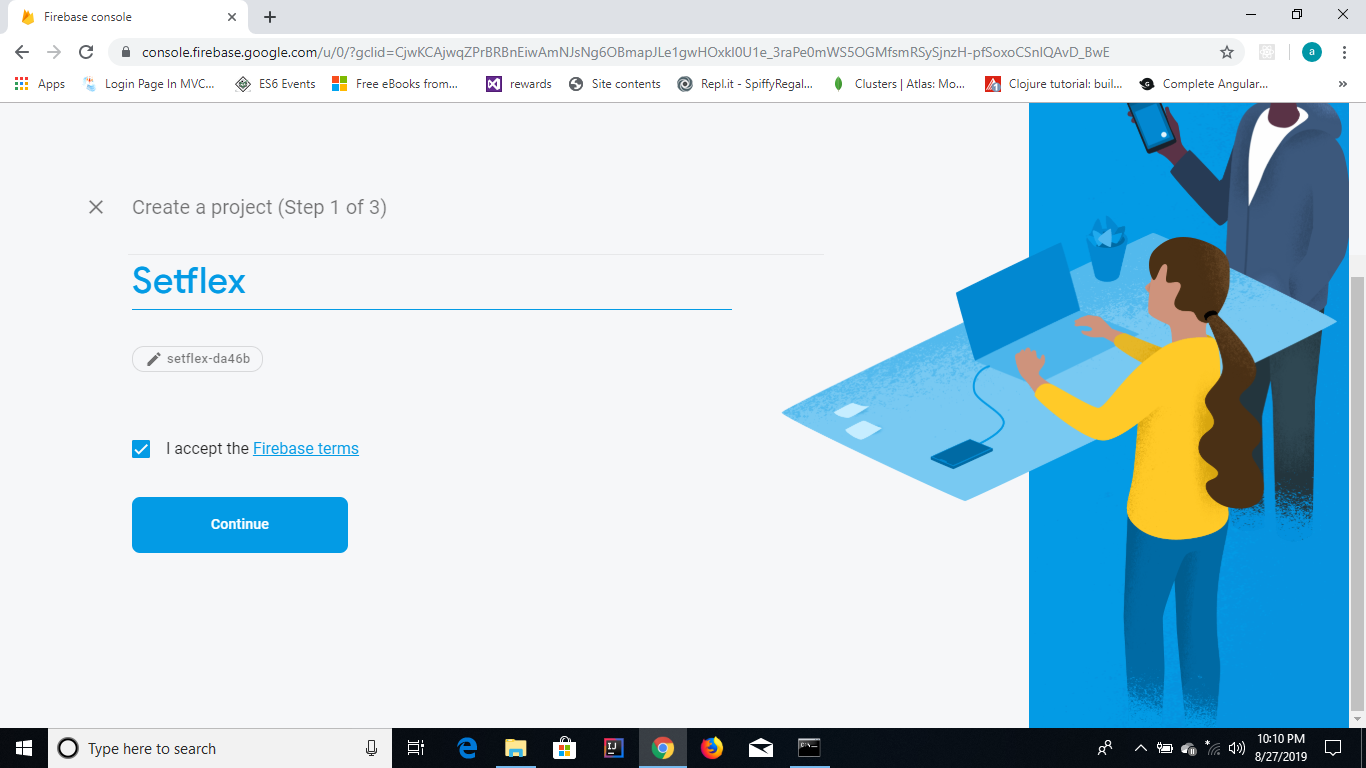 Firebase console
console.firebase.google.com/u/0/?gclid=CjwKCAjwqZPrBRBnEiwAmNJsNg6OBmapJLe1gwHOxkl0U1e_3raPe0mWS5OGMfsmRSySjnzH-pfSoxoCSnlQAvD_BwE
a
Apps Login Page In MVC... ES6 Events Free eBooks from... rewards Site contents Repl.it - SpiffyRegal... Clusters | Atlas: Mo... Clojure tutorial: buil... Complete Angular... »
Create a project (Step 1 of 3)
Setflex
setflex-da46b
I accept the Firebase terms
Continue
Type here to search
10:10 PM
8/27/2019